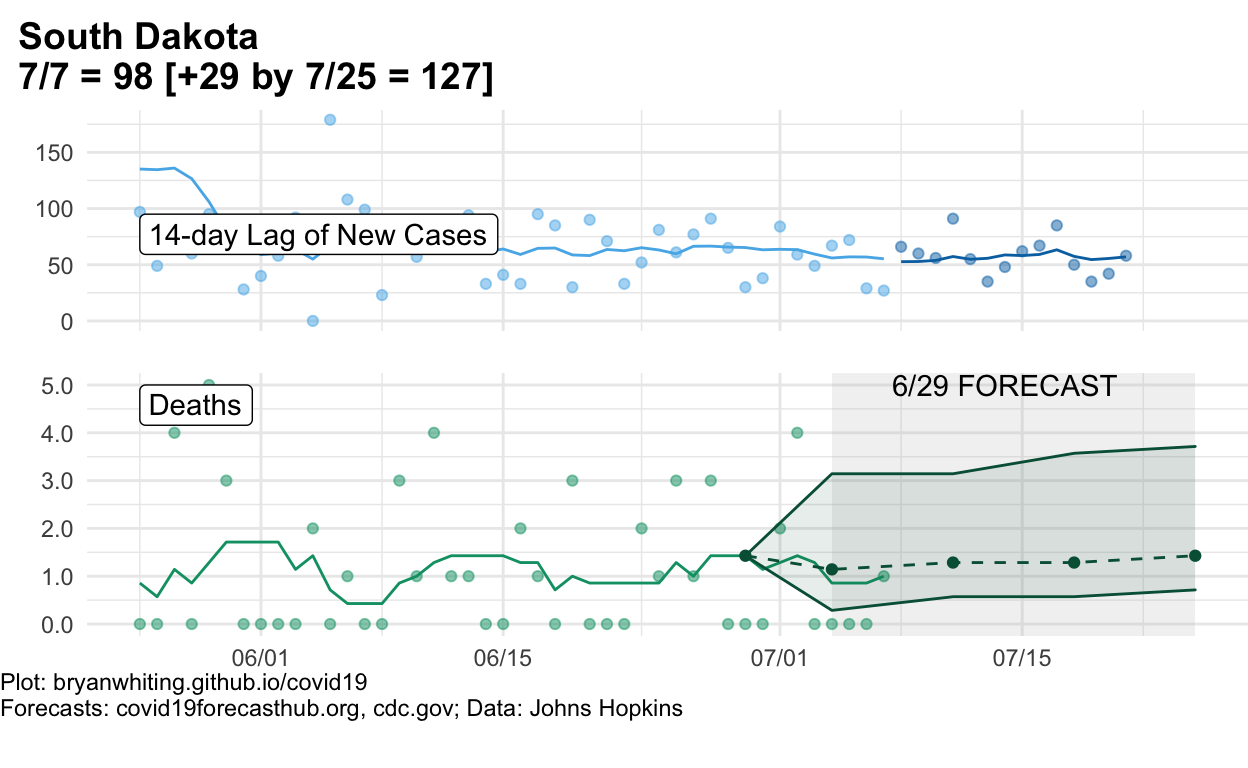 South Dakota
7/7 = 98 [+29 by 7/25 = 127]
150
100
50
0
14-day Lag of New Cases
5.0
4.0
3.0
2.0
1.0
0.0
Deaths
6/29 FORECAST
06/01 06/15 07/01 07/15
Plot: bryanwhiting.github.io/covid19
Forecasts: covid19forecasthub.org, cdc.gov; Data: Johns Hopkins